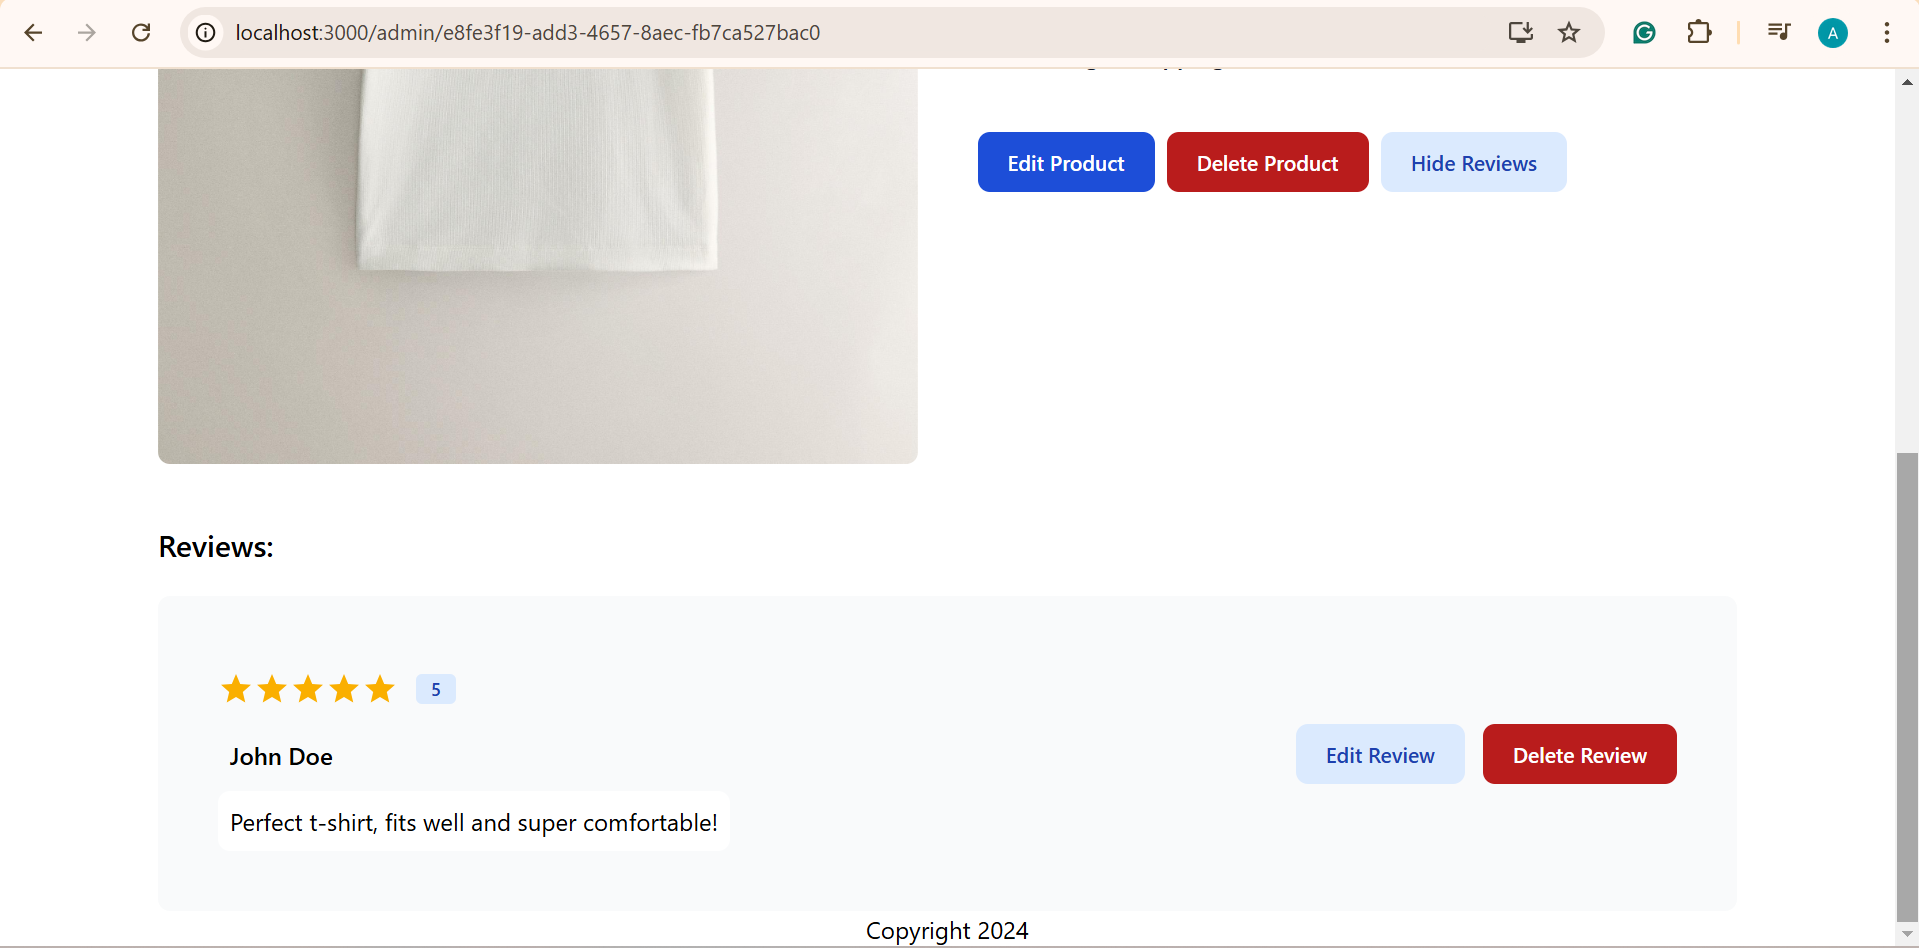 localhost:3000/admin/e8fe3f19-add3-4657-8aec-fb7ca527bac0
A
Edit Product
Delete Product
Hide Reviews
Reviews:
5
John Doe
Edit Review
Delete Review
Perfect t-shirt, fits well and super comfortable!
Copyright 2024